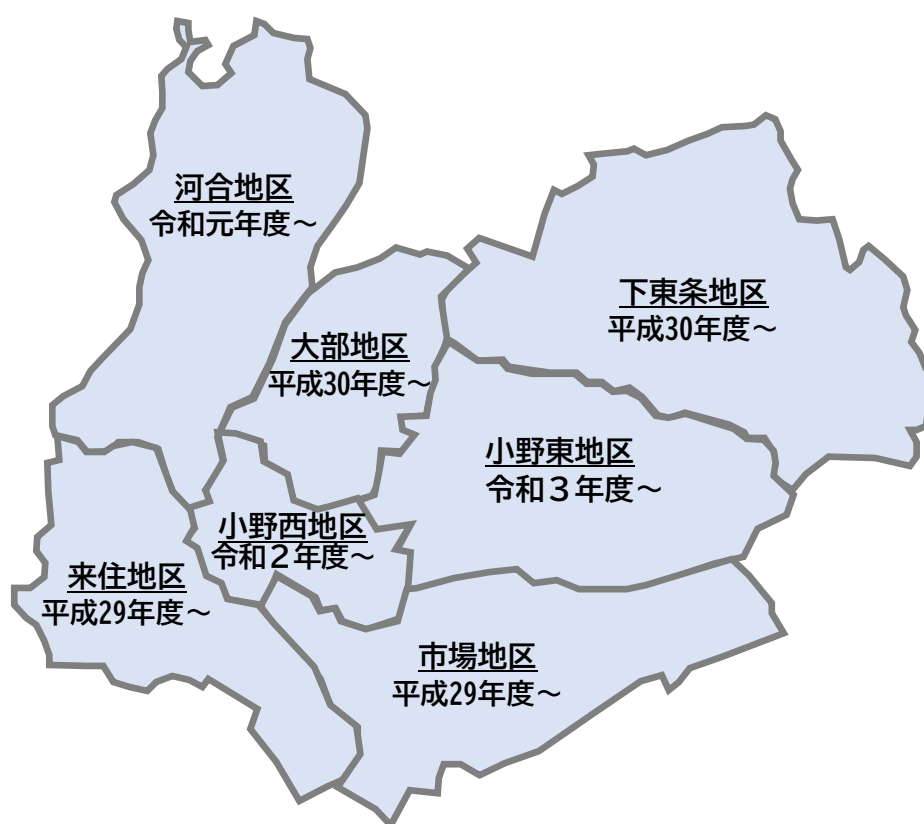 河合地区
令和元年度～
下東条地区
平成30年度～
大部地区
平成30年度～
小野東地区
令和３年度～
小野西地区
令和２年度～
来住地区
平成29年度～
市場地区
平成29年度～